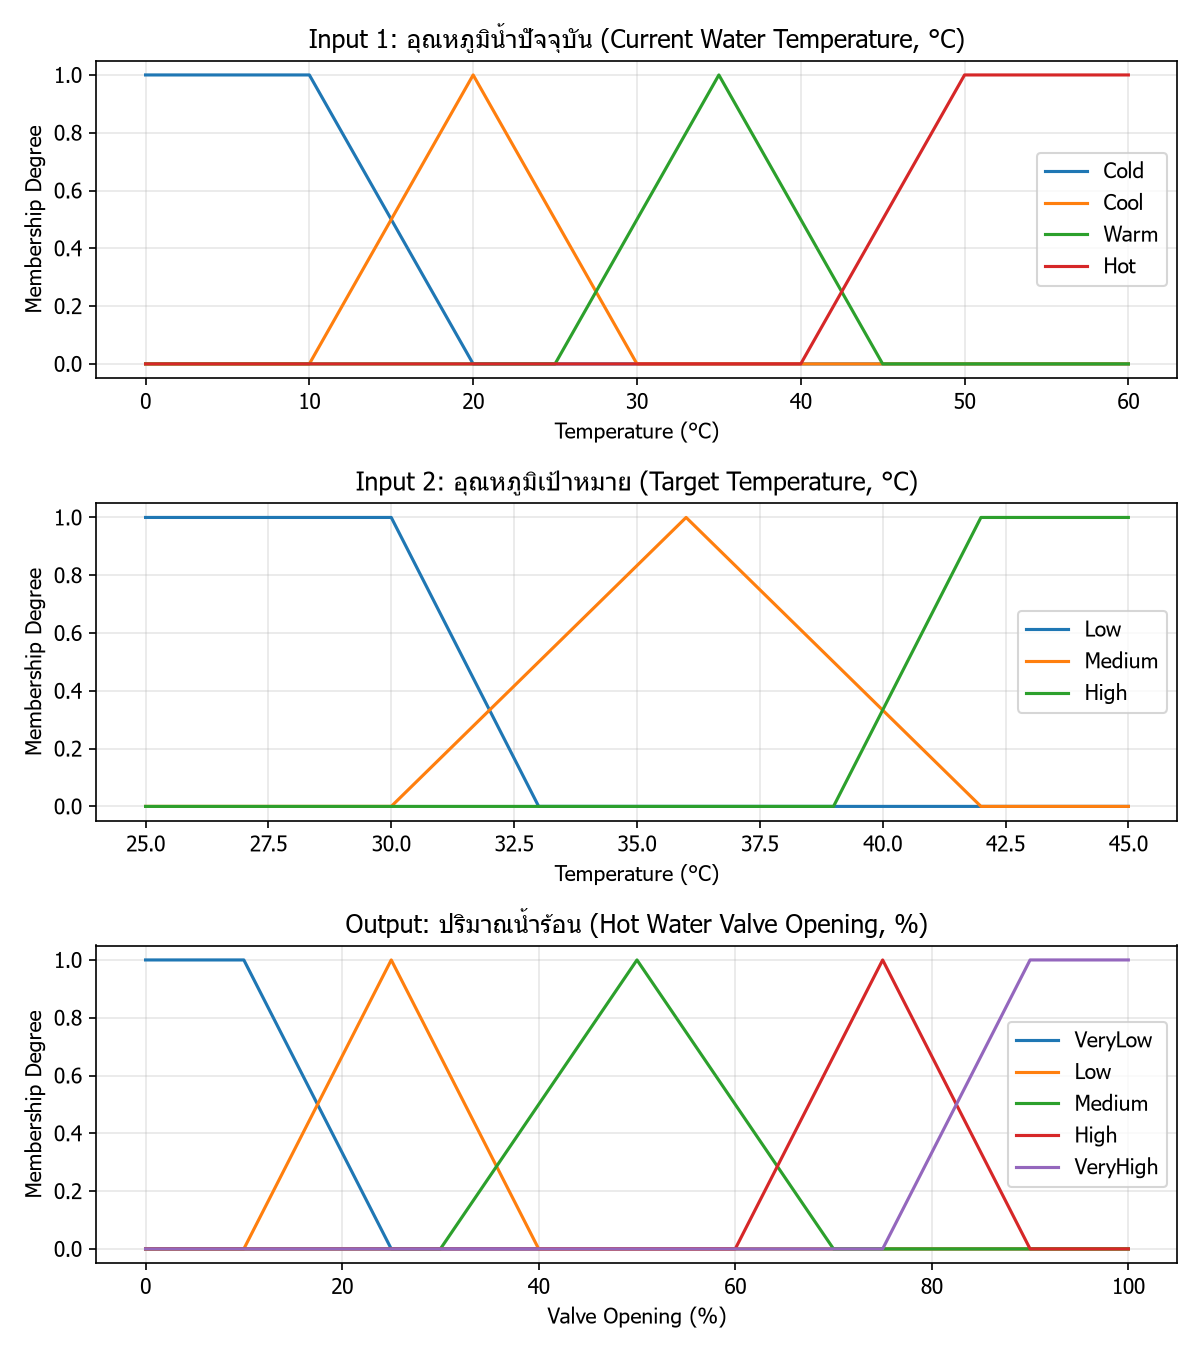 Input 1: อุณหภูมิน้ำปัจจุบัน (Current Water Temperature, °C)
1.0
0.8
0.6
0.4
0.2
0.0
Membership Degree
Cold
Cool
Warm
Hot
0 10 20 30 40 50 60
Temperature (°C)
Input 2: อุณหภูมิเป้าหมาย (Target Temperature, °C)
1.0
0.8
0.6
0.4
0.2
0.0
Membership Degree
Low
Medium
High
25.0 27.5 30.0 32.5 35.0 37.5 40.0 42.5 45.0
Temperature (°C)
Output: ปริมาณน้ำร้อน (Hot Water Valve Opening, %)
1.0
0.8
0.6
0.4
0.2
0.0
Membership Degree
VeryLow
Low
Medium
High
VeryHigh
0 20 40 60 80 100
Valve Opening (%)